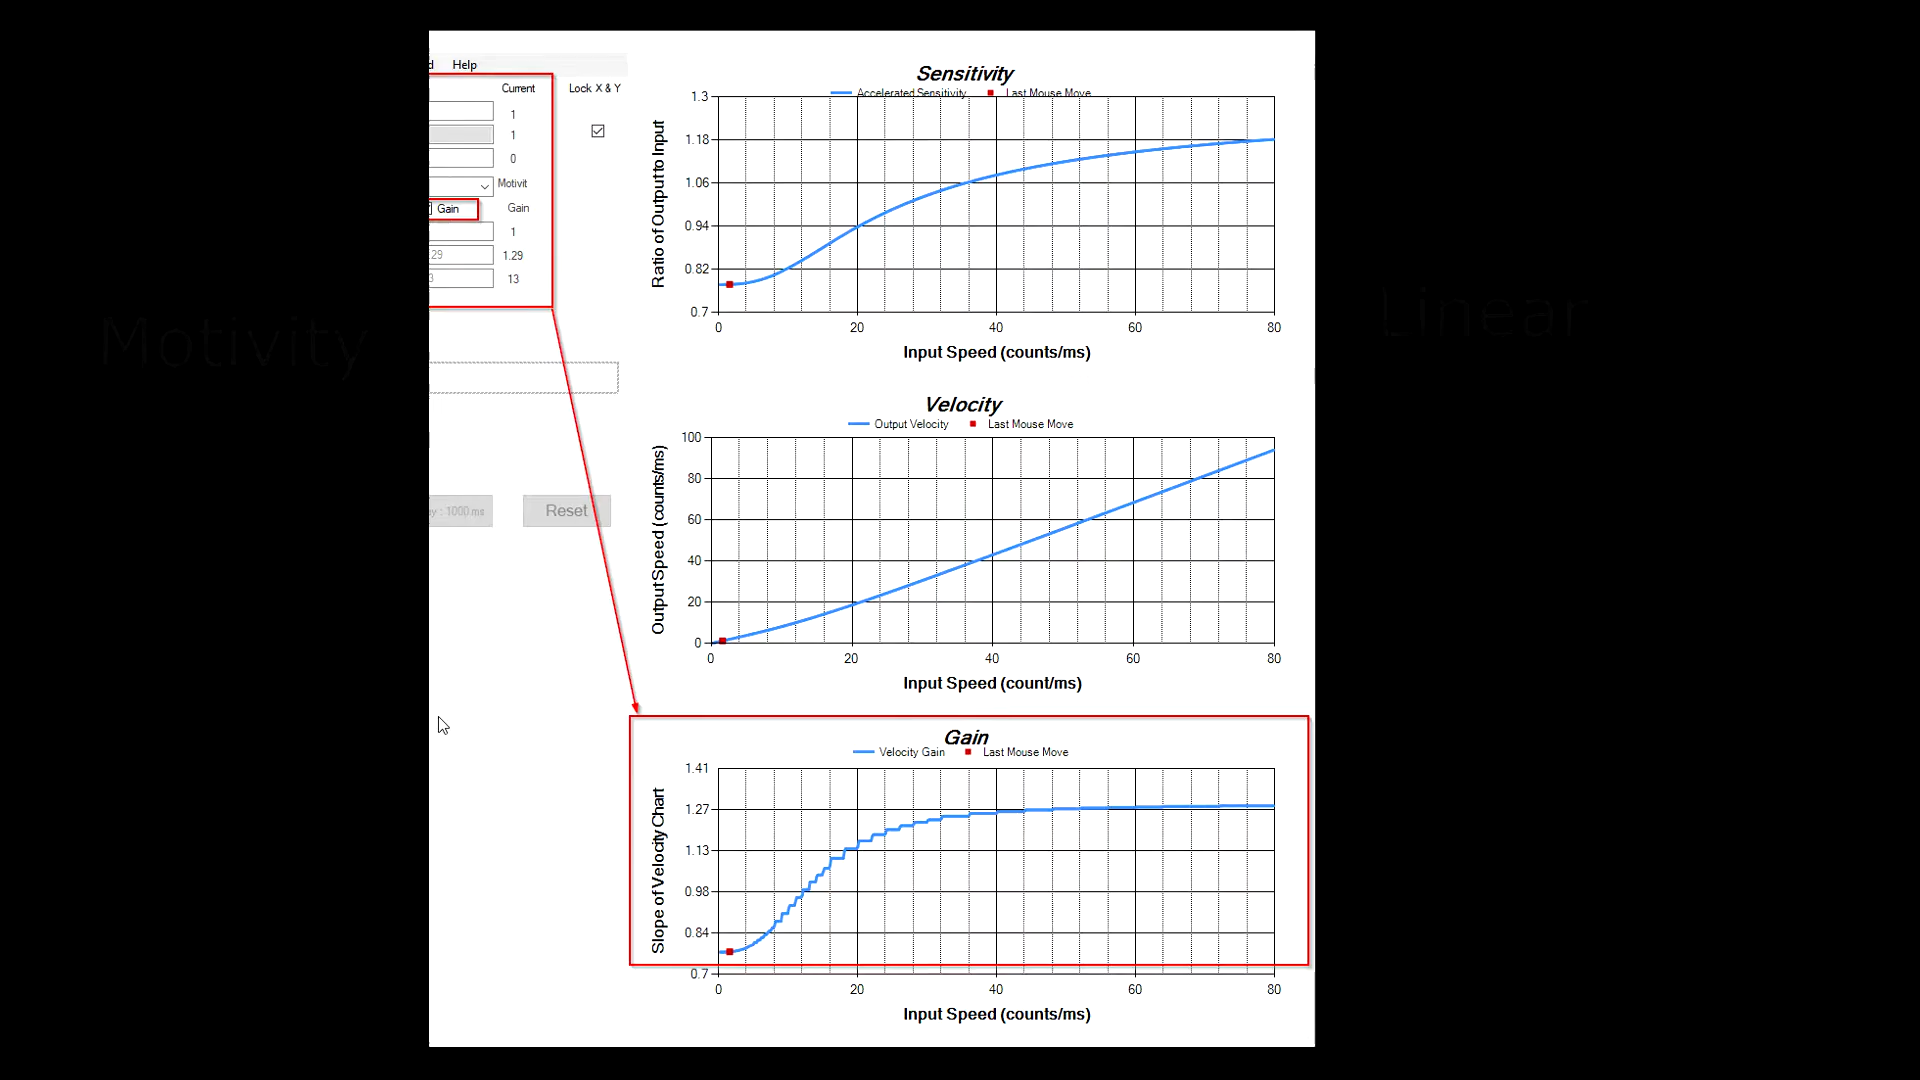 Help
Current
Lock X & Y
1
1
0
Motivit
Gain
Gain
1
.29
1.29
13
Motivity
Linear
: 1000 ms
Reset
Sensitivity
Accelerated Sensitivity
Last Mouse Move
Ratio of Output to Input
1.3
1.18
1.06
0.94
0.82
0.7
0
20
40
60
80
Input Speed (counts/ms)
Velocity
Output Velocity
Last Mouse Move
Output Speed (counts/ms)
100
80
60
40
20
0
0
20
40
60
80
Input Speed (count/ms)
Gain
Velocity Gain
Last Mouse Move
Slope of Velocity Chart
1.41
1.27
1.13
0.98
0.84
0.7
0
20
40
60
80
Input Speed (counts/ms)